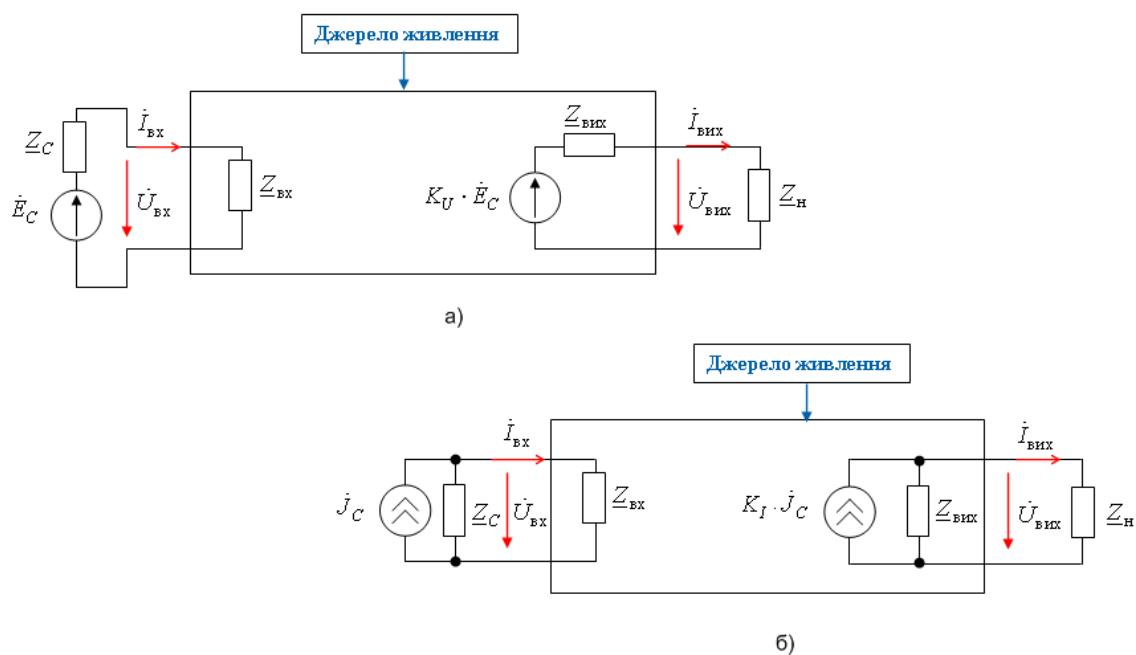 Джерело живлення
Z_C
İ_вх
U̇_вх
Z_вх
Ė_C
K_U · Ė_C
Z_вих
İ_вих
U̇_вих
Z_н
а)
Джерело живлення
J̇_C
Z_C
İ_вх
U̇_вх
Z_вх
K_I · J̇_C
Z_вих
İ_вих
U̇_вих
Z_н
б)